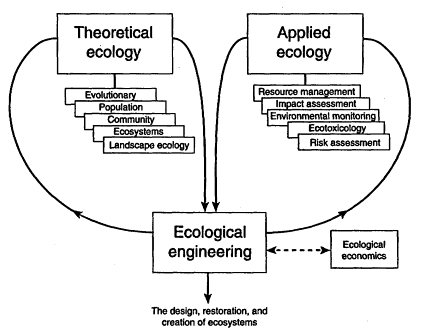 Theoretical
ecology
Applied
ecology
Evolutionary
Population
Community
Ecosystems
Landscape ecology
Resource management
Impact assessment
Environmental monitoring
Ecotoxicology
Risk assessment
Ecological
engineering
Ecological
economics
The design, restoration, and
creation of ecosystems